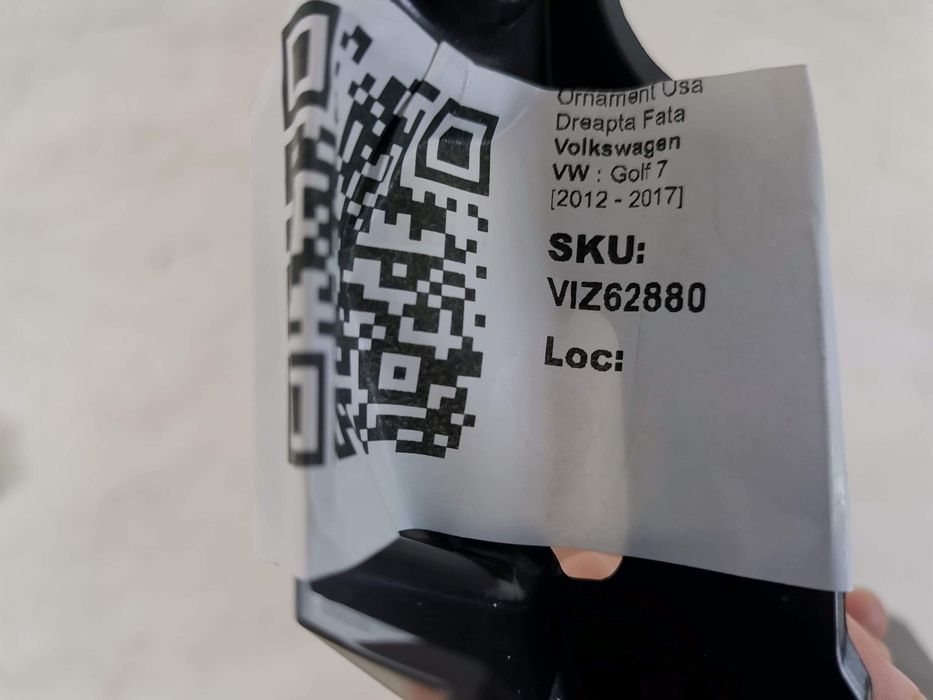 Ornament Usa
Dreapta Fata
Volkswagen
VW : Golf 7
[2012 - 2017]
SKU:
VIZ62880
Loc: